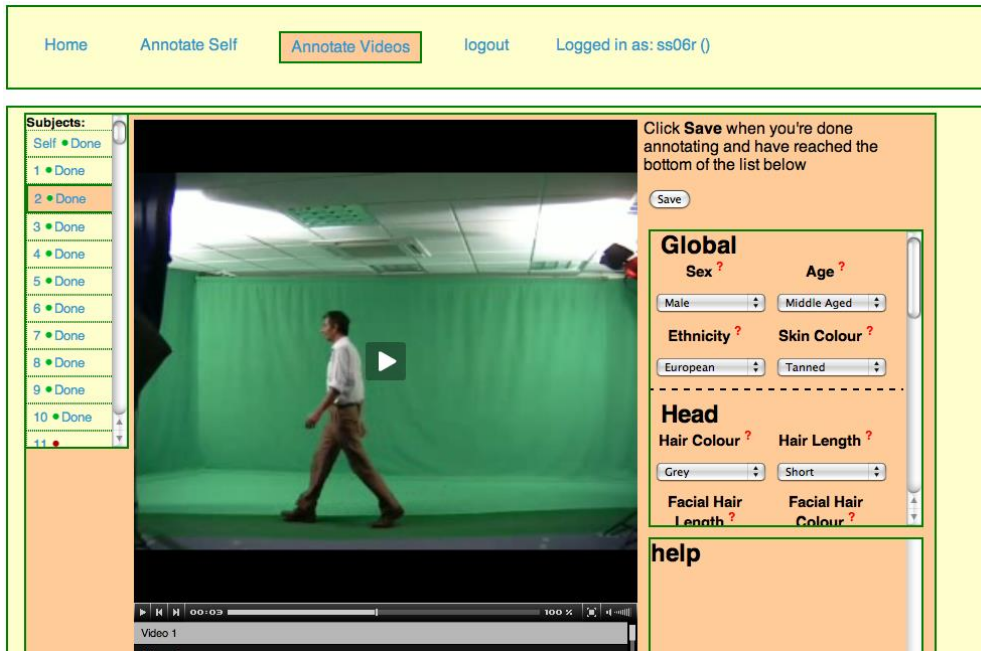 Home Annotate Self Annotate Videos logout Logged in as: ss06r ()
Subjects:
Self Done
1 Done
2 Done
3 Done
4 Done
5 Done
6 Done
7 Done
8 Done
9 Done
10 Done
11
00:03 100 %
Video 1
Click Save when you're done
annotating and have reached the
bottom of the list below
Save
Global
Sex ? Age ?
Male Middle Aged
Ethnicity ? Skin Colour ?
European Tanned
Head
Hair Colour ? Hair Length ?
Grey Short
Facial Hair Facial Hair
Length ? Colour ?
help